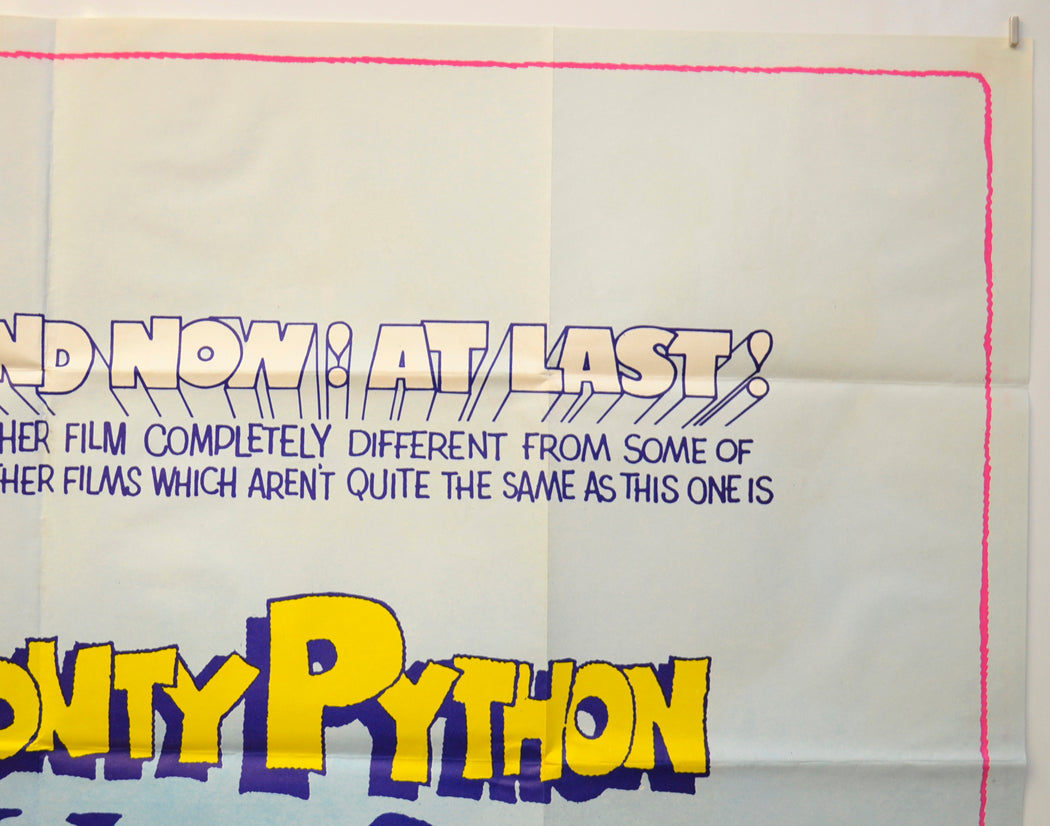 ND NOW! AT LAST!
HER FILM COMPLETELY DIFFERENT FROM SOME OF
HER FILMS WHICH AREN'T QUITE THE SAME AS THIS ONE IS
ONTY PYTHON